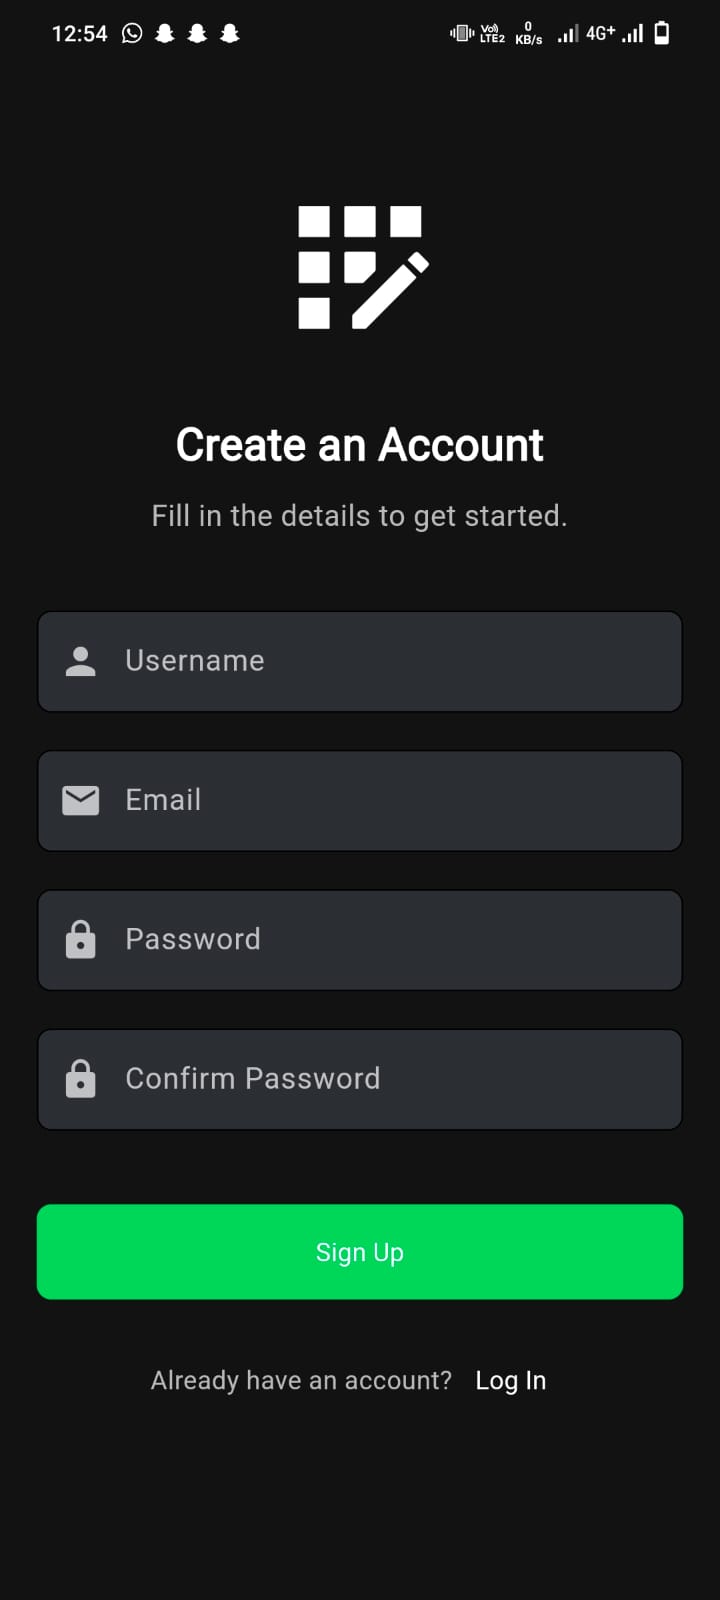 12:54 Vo)) LTE2 0 KB/s 4G+
Create an Account
Fill in the details to get started.
Username
Email
Password
Confirm Password
Sign Up
Already have an account? Log In